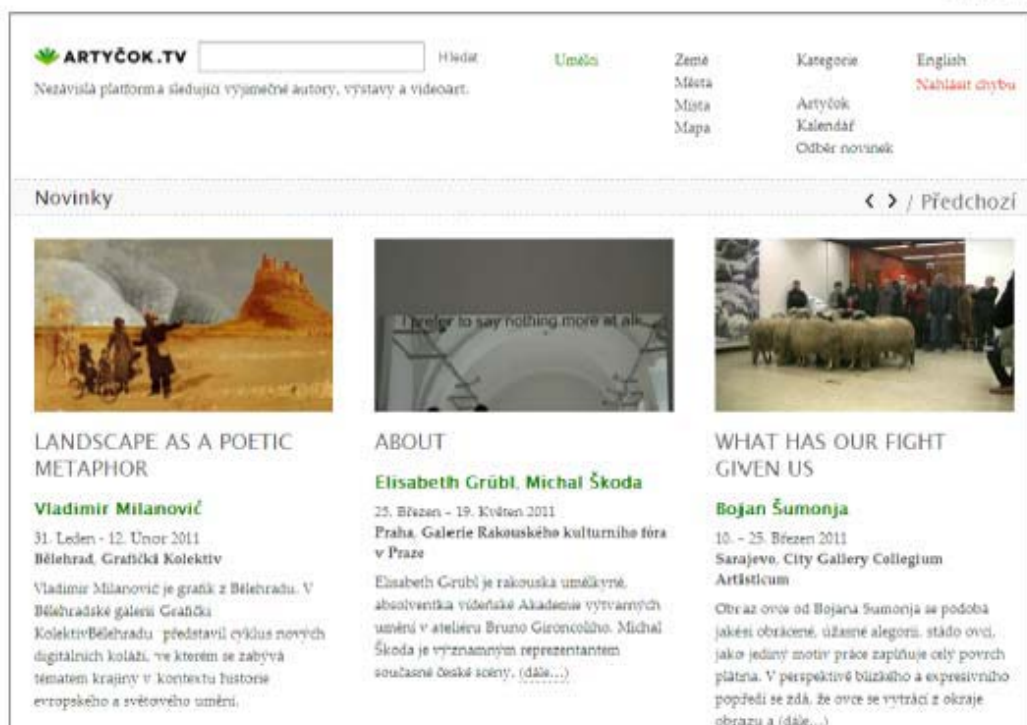 ARTYČOK.TV
Hledat
Nezávislá platforma sledující výjimečné autory, výstavy a videoart.
Umělci
Země
Města
Místa
Mapa
Kategorie
Artyčok
Kalendář
Odběr novinek
English
Nahlásit chybu
Novinky
< > / Předchozí
LANDSCAPE AS A POETIC
METAPHOR
Vladimir Milanović
31. Leden - 12. Únor 2011
Bělehrad, Grafički Kolektiv
Vladimir Milanović je grafik z Bělehradu. V
Bělehradské galerii Grafički
KolektivBělehradu představil cyklus nových
digitálních koláží, ve kterém se zabývá
tématem krajiny v kontextu historie
evropského a světového umění.
I prefer to say nothing more at all.
ABOUT
Elisabeth Grübl, Michal Škoda
25. Březen - 19. Květen 2011
Praha, Galerie Rakouského kulturního fóra
v Praze
Elisabeth Grübl je rakouská umělkyně,
absolventka vídeňské Akademie výtvarných
umění v ateliéru Bruno Gironcoliho. Michal
Škoda je významným reprezentantem
současné české scény. (dále...)
WHAT HAS OUR FIGHT
GIVEN US
Bojan Šumonja
10. - 25. Březen 2011
Sarajevo, City Gallery Collegium
Artisticum
Obraz ovce od Bojana Šumonja se podobá
jakési obrácené, úžasné alegorii, stádo ovcí,
jako jediný motiv práce zaplňuje celý povrch
plátna. V perspektivě blízkého a expresivního
popředí se zdá, že ovce se vytrácí z okraje
obrazu a (dále...)